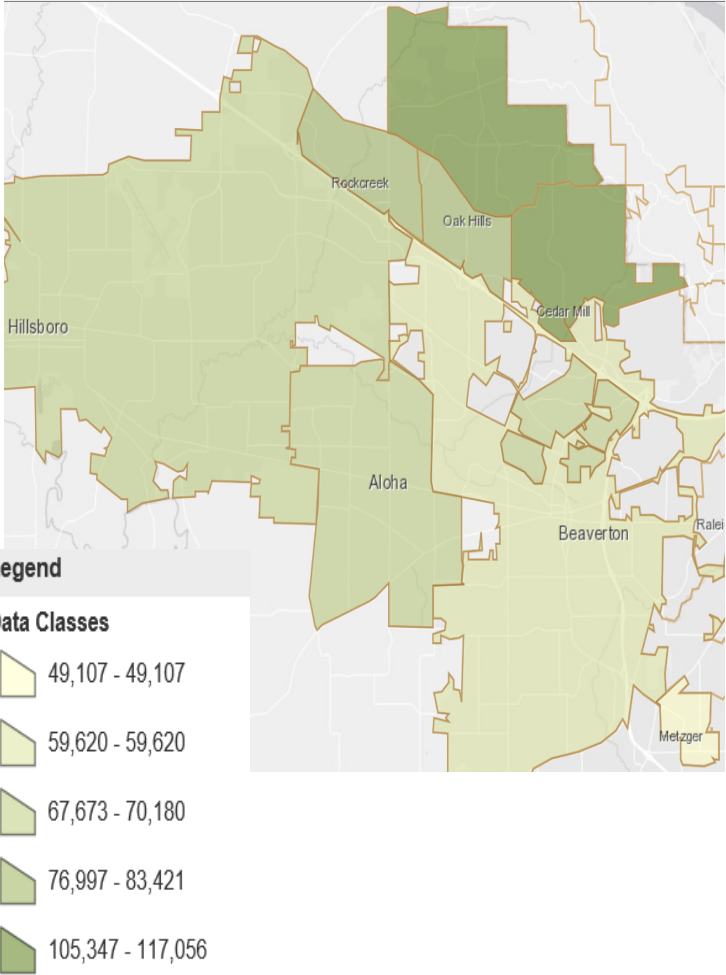 Rockcreek
Oak Hills
Cedar Mill
Hillsboro
Aloha
Beaverton
Ralei
Metzger
egend
ata Classes
49,107 - 49,107
59,620 - 59,620
67,673 - 70,180
76,997 - 83,421
105,347 - 117,056